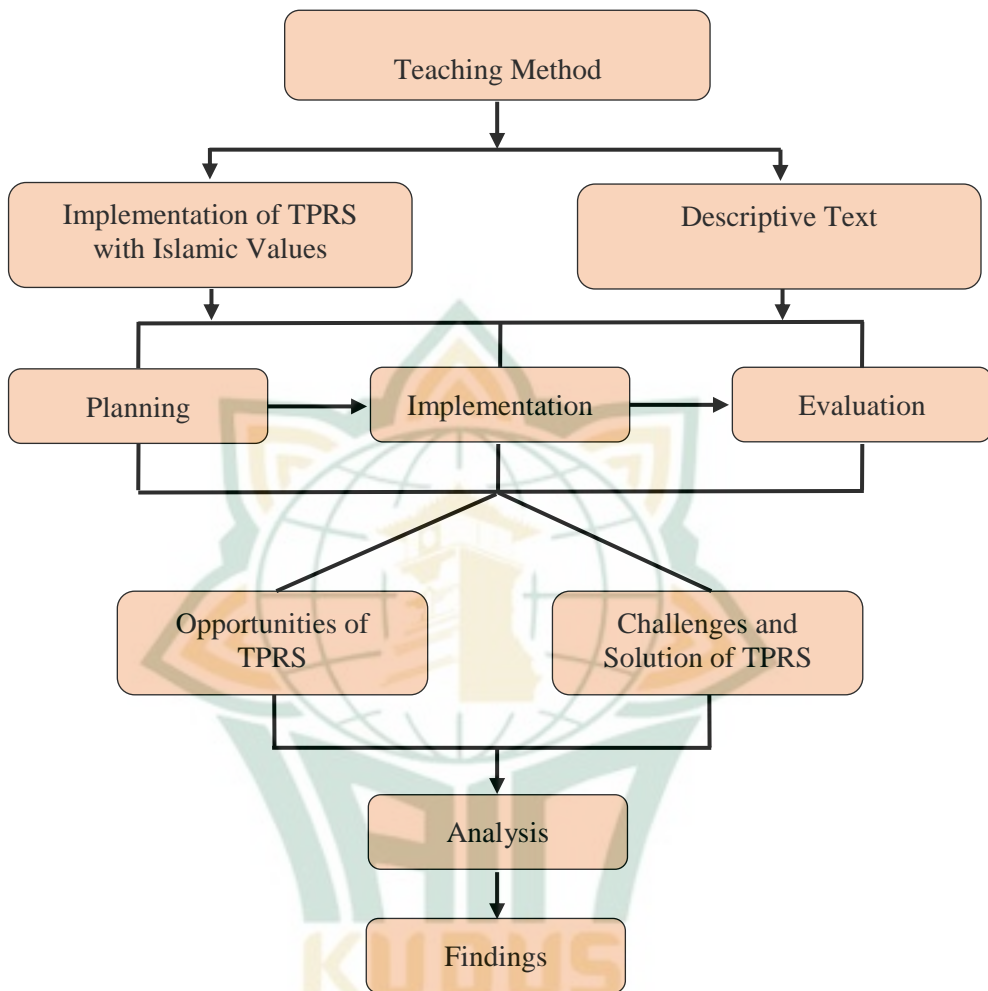 Teaching Method
Implementation of TPRS
with Islamic Values
Descriptive Text
Planning
Implementation
Evaluation
Opportunities of
TPRS
Challenges and
Solution of TPRS
Analysis
Findings
KUDUS